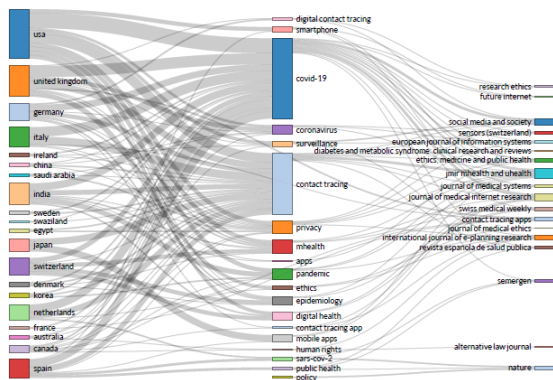 usa
united kingdom
germany
italy
ireland
china
saudi arabia
india
sweden
swaziland
egypt
japan
switzerland
denmark
korea
netherlands
france
australia
canada
spain
digital contact tracing
smartphone
covid-19
coronavirus
surveillance
contact tracing
privacy
mhealth
apps
pandemic
ethics
epidemiology
digital health
contact tracing app
mobile apps
human rights
sars-cov-2
public health
policy
research ethics
future internet
social media and society
sensors (switzerland)
european journal of information systems
diabetes and metabolic syndrome: clinical research and reviews
ethics, medicine and public health
jmir mhealth and uhealth
journal of medical systems
journal of medical internet research
swiss medical weekly
contact tracing apps
journal of medical ethics
international journal of e-planning research
revista espanola de salud publica
semergen
alternative law journal
nature